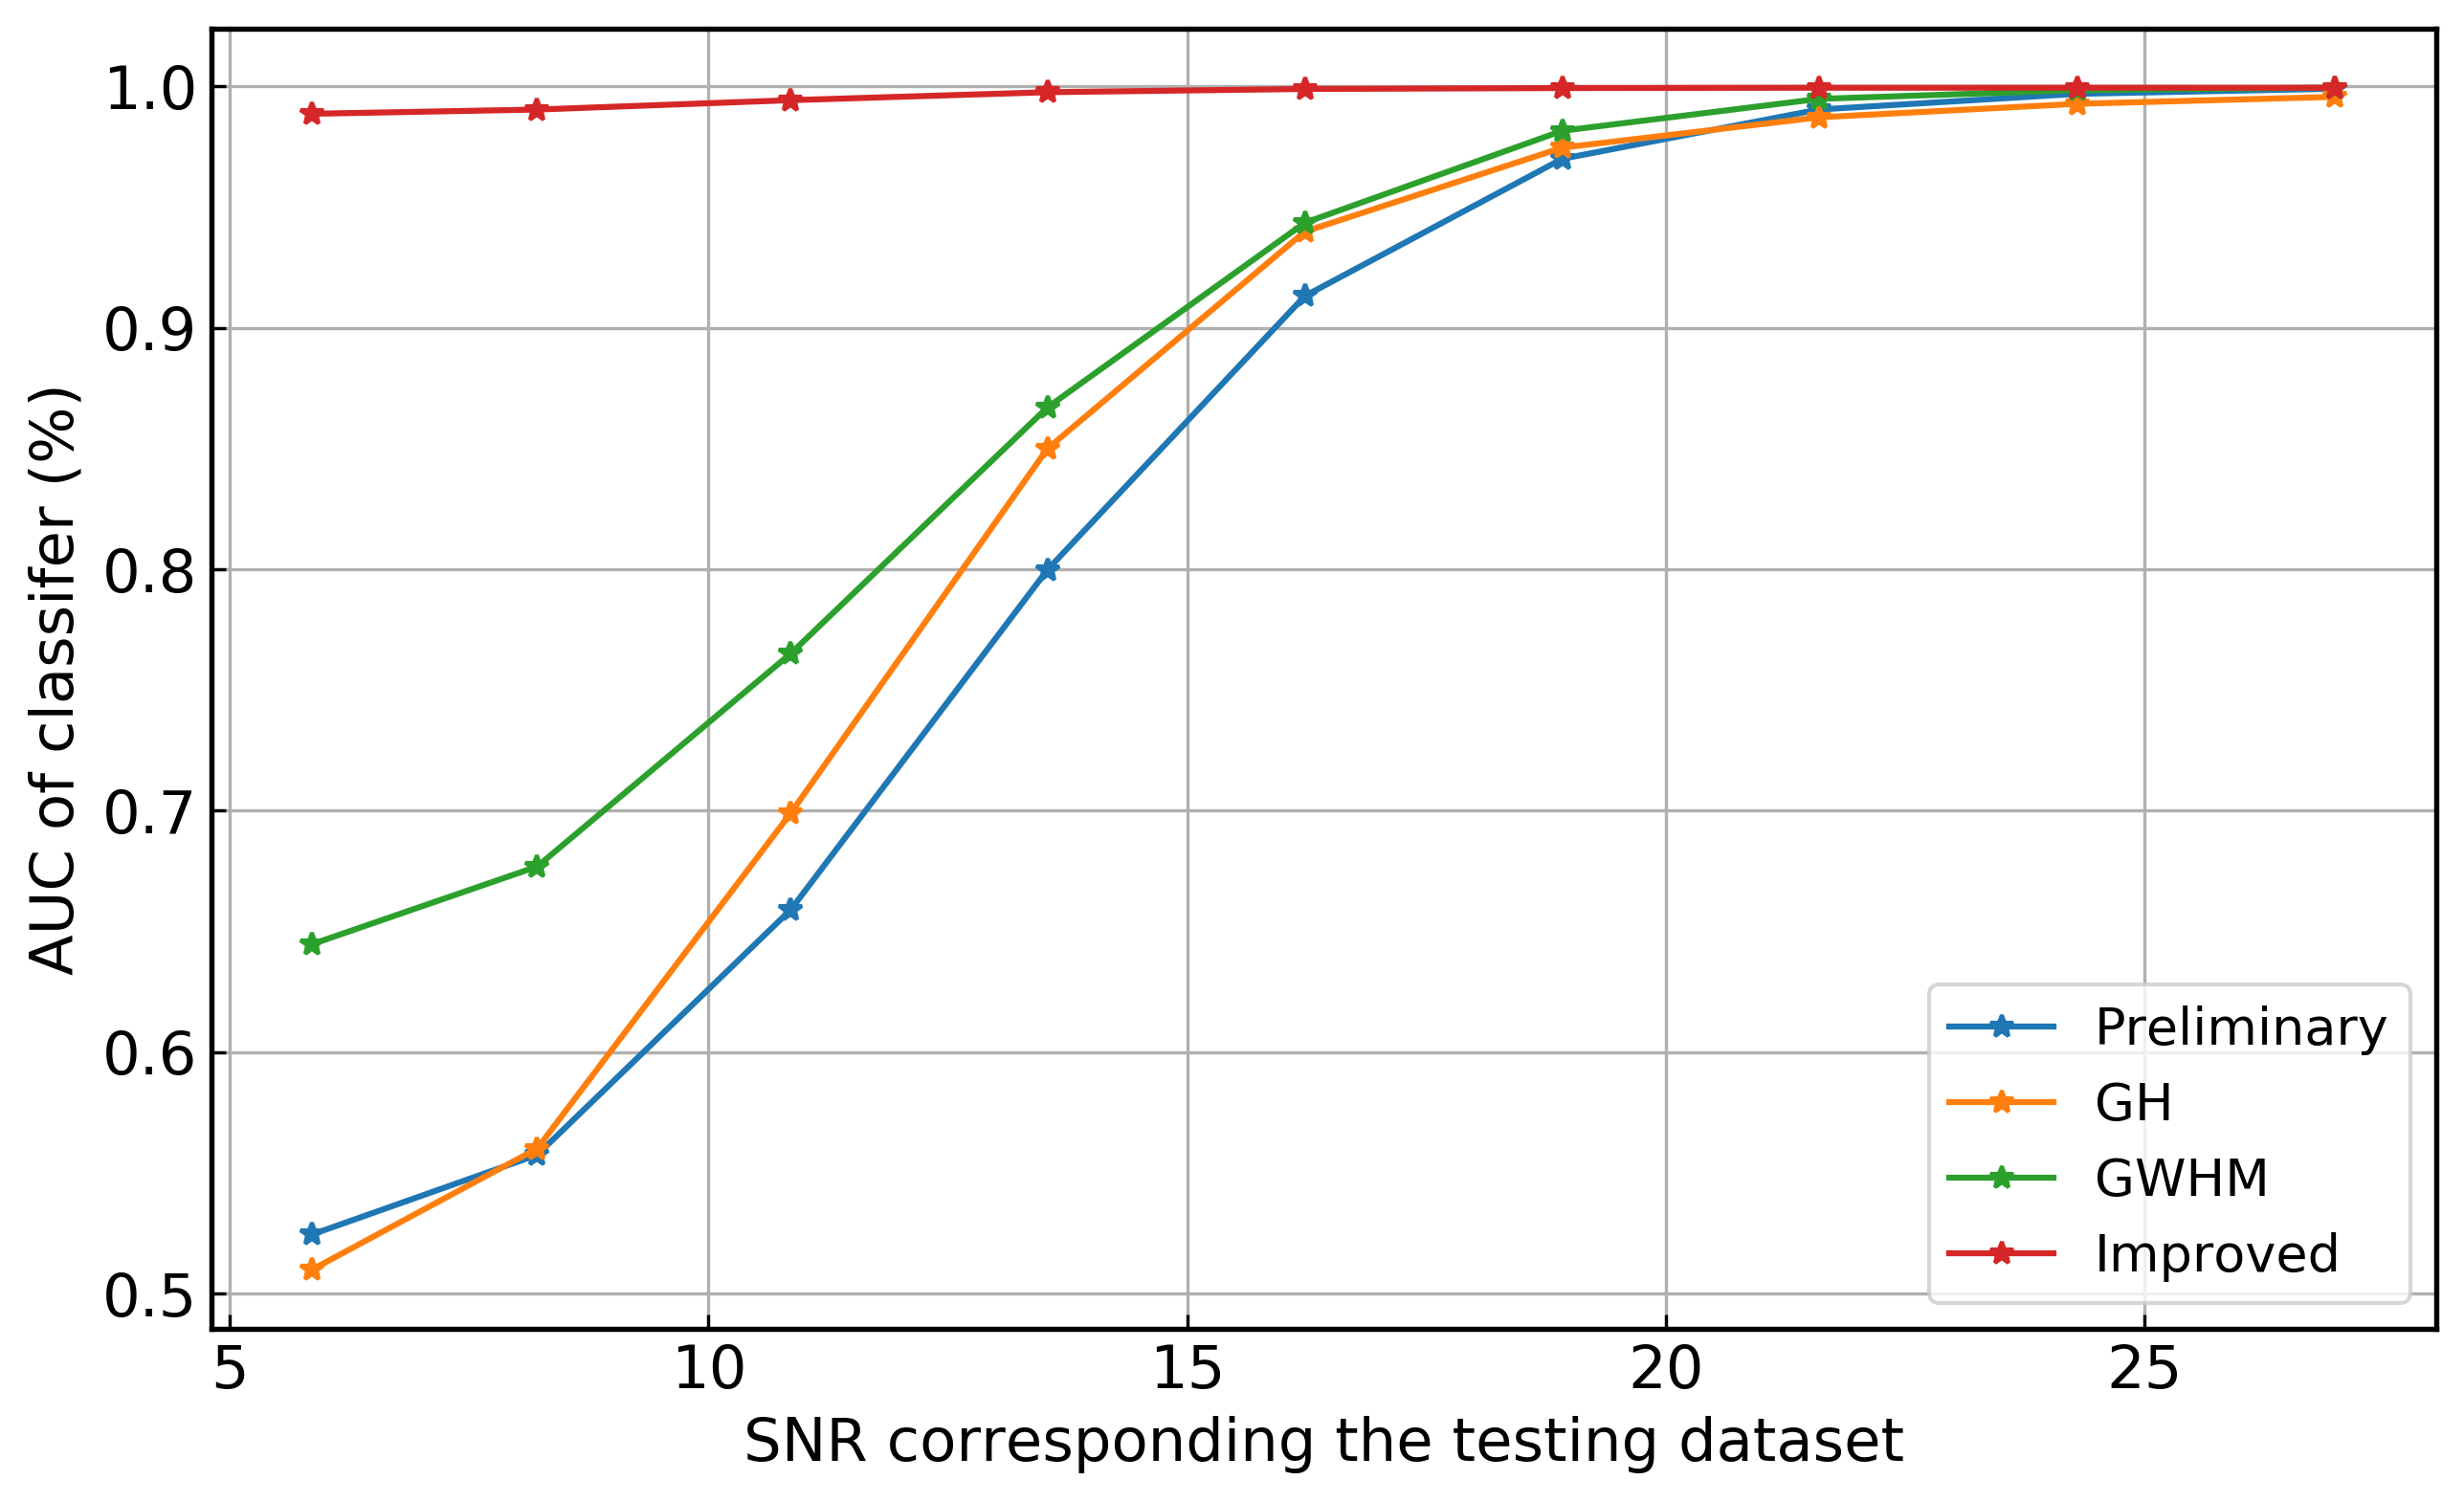 1.0
0.9
0.8
0.7
0.6
0.5
AUC of classifer (%)
5 10 15 20 25
SNR corresponding the testing dataset
Preliminary
GH
GWHM
Improved